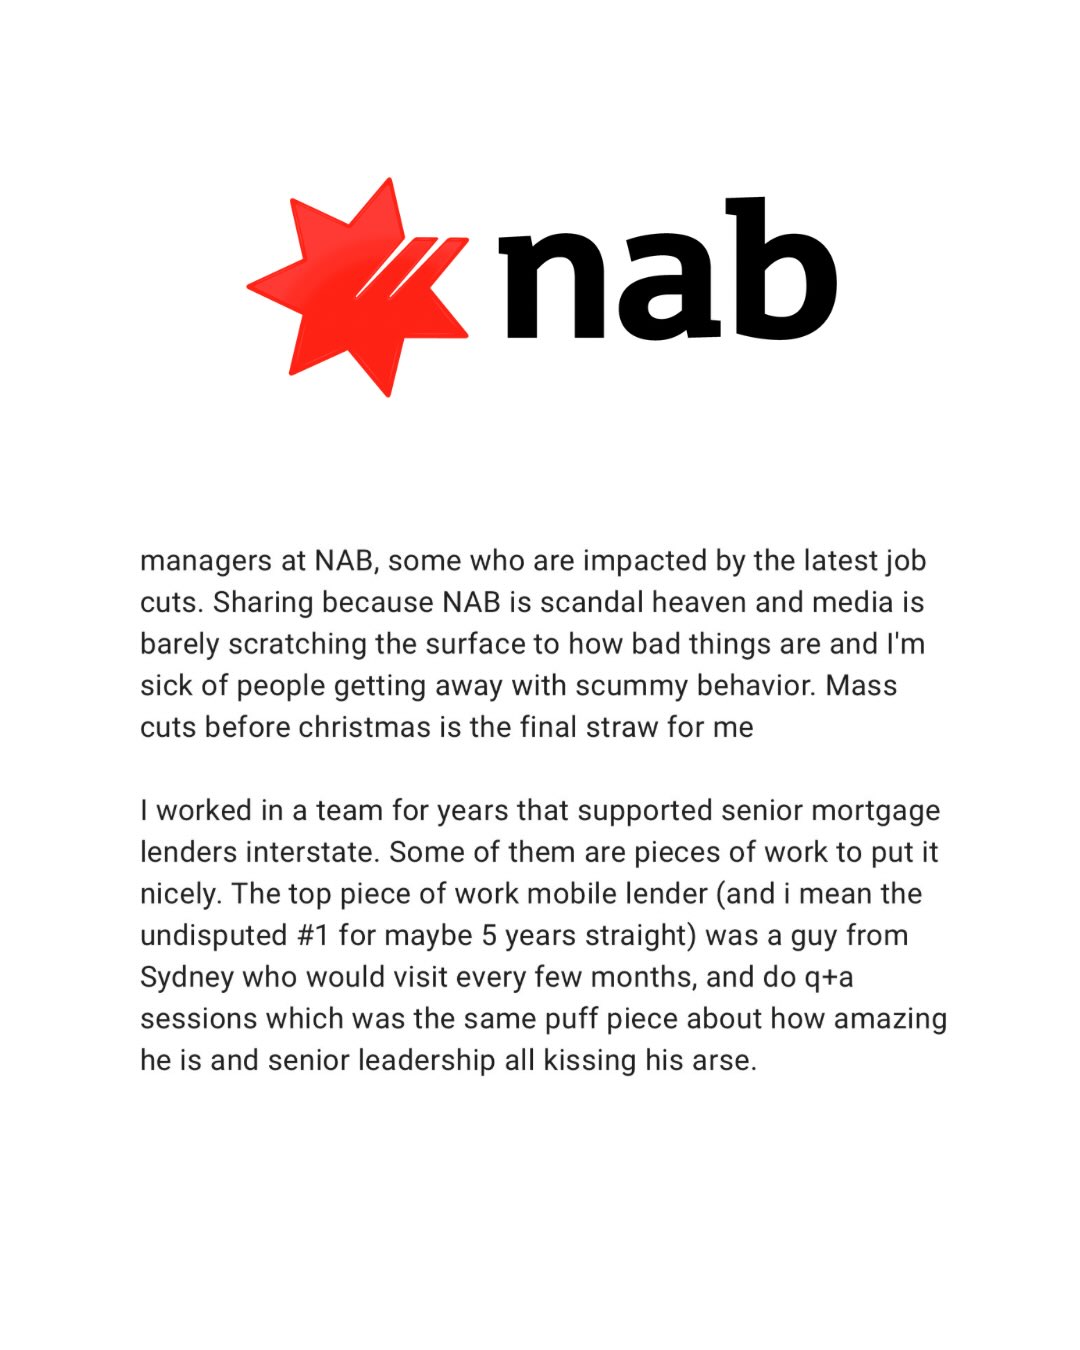 nab
managers at NAB, some who are impacted by the latest job
cuts. Sharing because NAB is scandal heaven and media is
barely scratching the surface to how bad things are and I'm
sick of people getting away with scummy behavior. Mass
cuts before christmas is the final straw for me
I worked in a team for years that supported senior mortgage
lenders interstate. Some of them are pieces of work to put it
nicely. The top piece of work mobile lender (and i mean the
undisputed #1 for maybe 5 years straight) was a guy from
Sydney who would visit every few months, and do q+a
sessions which was the same puff piece about how amazing
he is and senior leadership all kissing his arse.